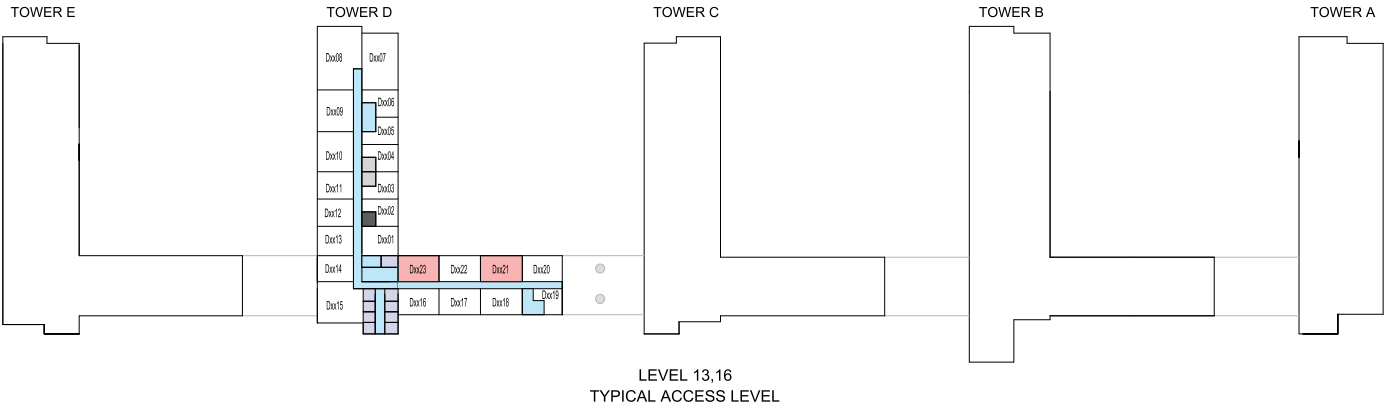 TOWER E
TOWER D
TOWER C
TOWER B
TOWER A
Dxx08
Dxx07
Dxx06
Dxx09
Dxx05
Dxx10
Dxx04
Dxx11
Dxx03
Dxx12
Dxx02
Dxx13
Dxx01
Dxx14
Dxx23
Dxx22
Dxx21
Dxx20
Dxx15
Dxx16
Dxx17
Dxx18
Dxx19
LEVEL 13,16
TYPICAL ACCESS LEVEL